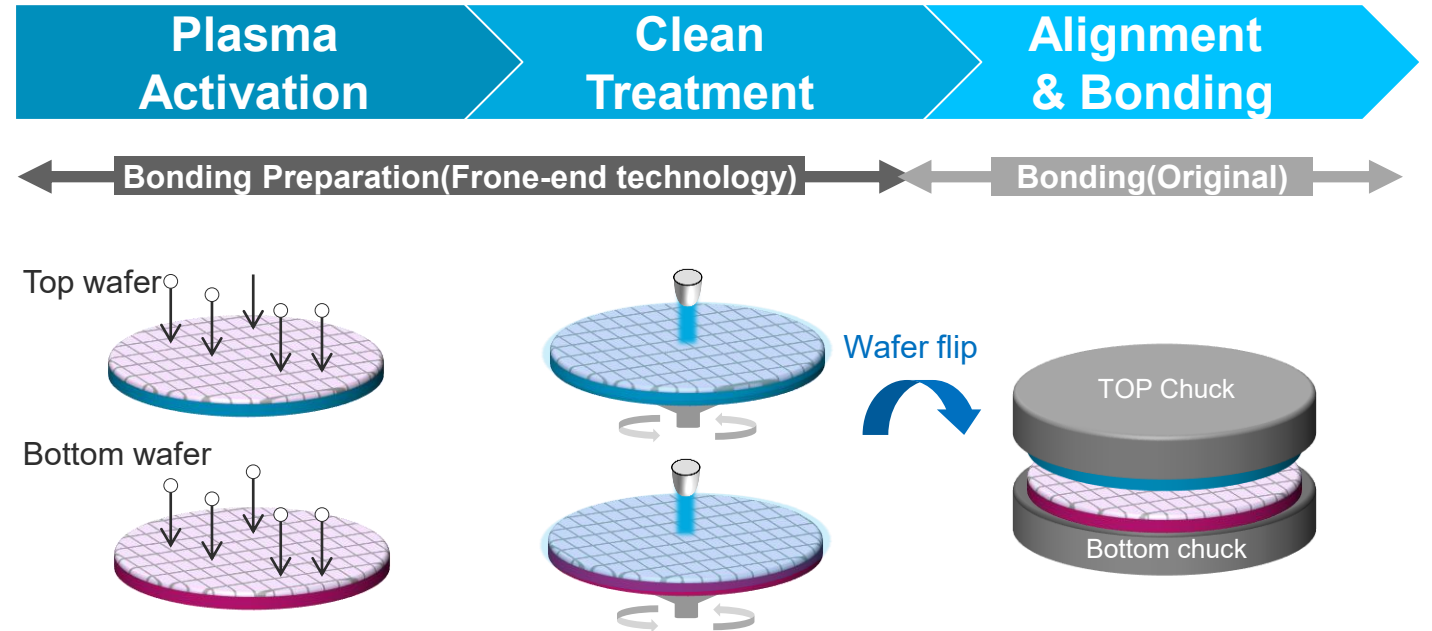 Plasma
Activation
Clean
Treatment
Alignment
& Bonding
Bonding Preparation(Frone-end technology)
Bonding(Original)
Top wafer
Wafer flip
TOP Chuck
Bottom wafer
Bottom chuck